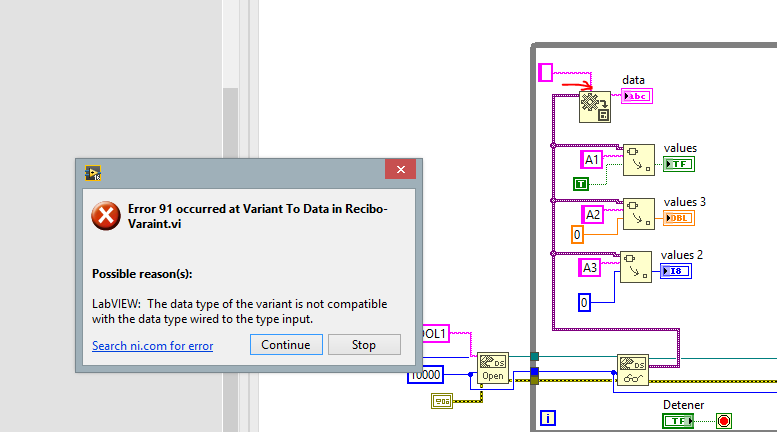 data
abc
Error 91 occurred at Variant To Data in Recibo-
Varaint.vi
Possible reason(s):
LabVIEW: The data type of the variant is not compatible
with the data type wired to the type input.
Search ni.com for error
Continue
Stop
A1
values
TF
T
A2
values 3
DBL
0
A3
values 2
I8
0
OOL1
10000
DS
Open
DS
i
Detener
TF